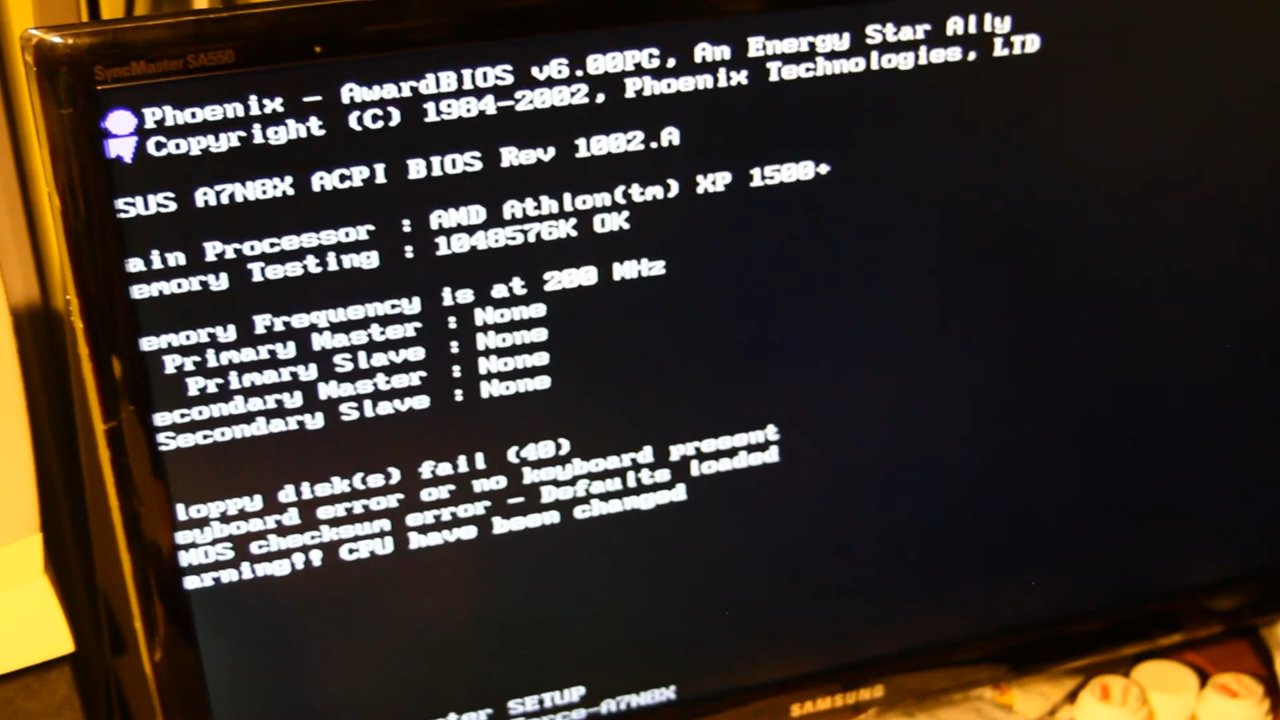 SyncMaster SA550
Phoenix - AwardBIOS v6.00PG, An Energy Star Ally
Copyright (C) 1984-2002, Phoenix Technologies, LTD
SUS A7N8X ACPI BIOS Rev 1002.A
ain Processor : AMD Athlon(tm) XP 1500+
emory Testing : 1048576K OK
emory Frequency is at 200 MHz
Primary Master : None
Primary Slave : None
econdary Master : None
Secondary Slave : None
loppy disk(s) fail (40)
eyboard error or no keyboard present
MOS checksum error - Defaults loaded
arning!! CPU have been changed
ter SETUP
orce-A7N8X
SAMSUNG